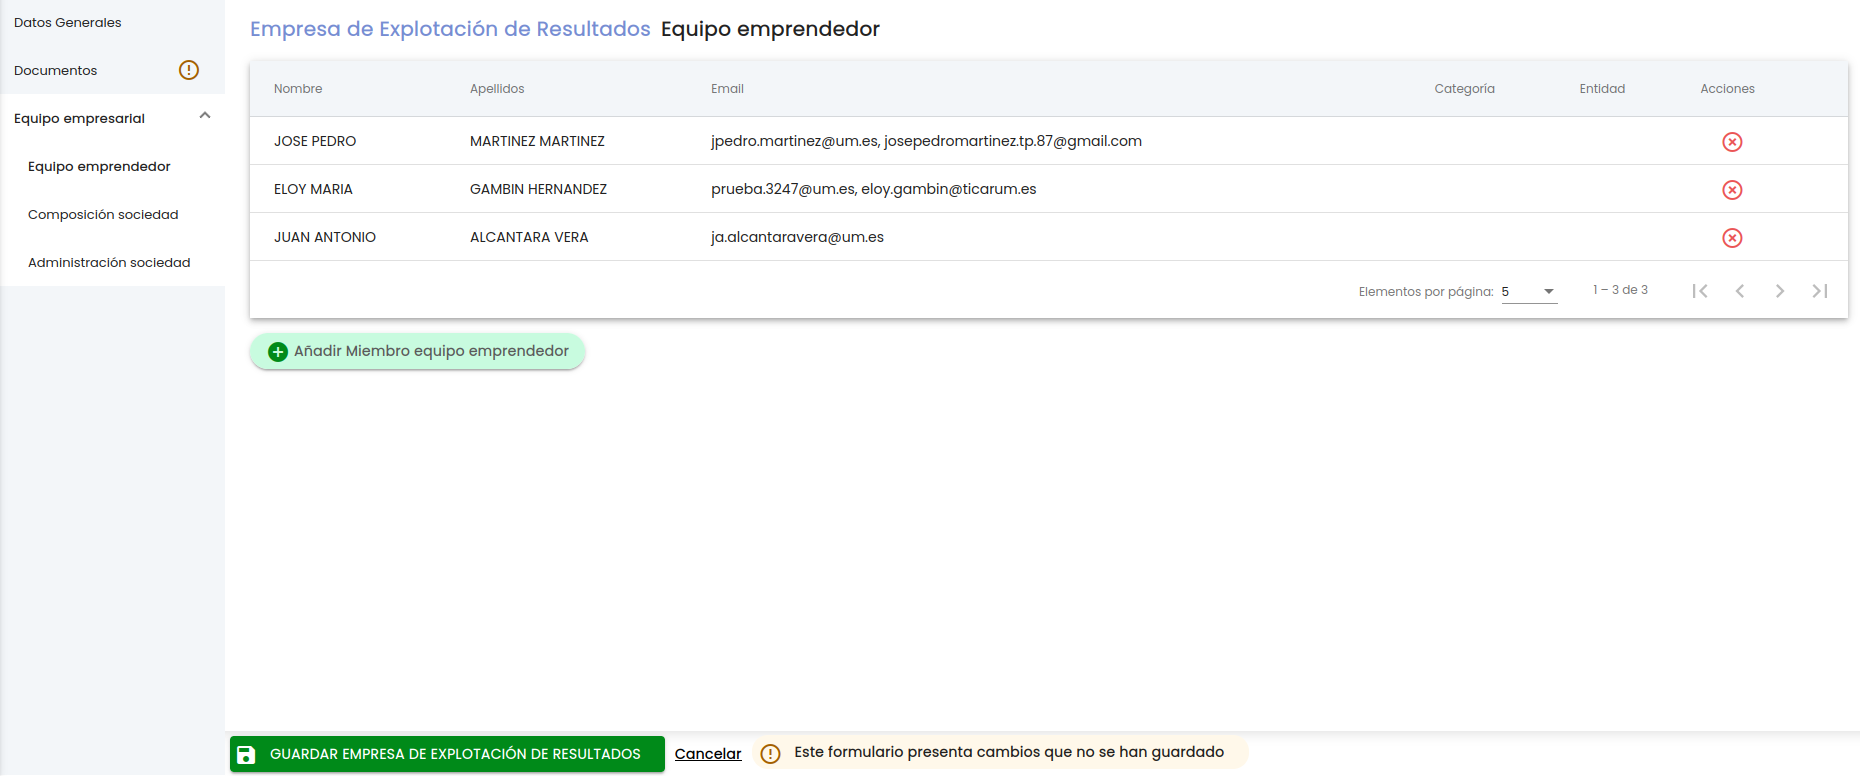 Datos Generales
Documentos
Equipo empresarial
Equipo emprendedor
Composición sociedad
Administración sociedad
Empresa de Explotación de Resultados Equipo emprendedor
Nombre Apellidos Email Categoría Entidad Acciones
JOSE PEDRO MARTINEZ MARTINEZ jpedro.martinez@um.es, josepedromartinez.tp.87@gmail.com
ELOY MARIA GAMBIN HERNANDEZ prueba.3247@um.es, eloy.gambin@ticarum.es
JUAN ANTONIO ALCANTARA VERA ja.alcantaravera@um.es
Elementos por página: 5 1 – 3 de 3
Añadir Miembro equipo emprendedor
GUARDAR EMPRESA DE EXPLOTACIÓN DE RESULTADOS Cancelar Este formulario presenta cambios que no se han guardado